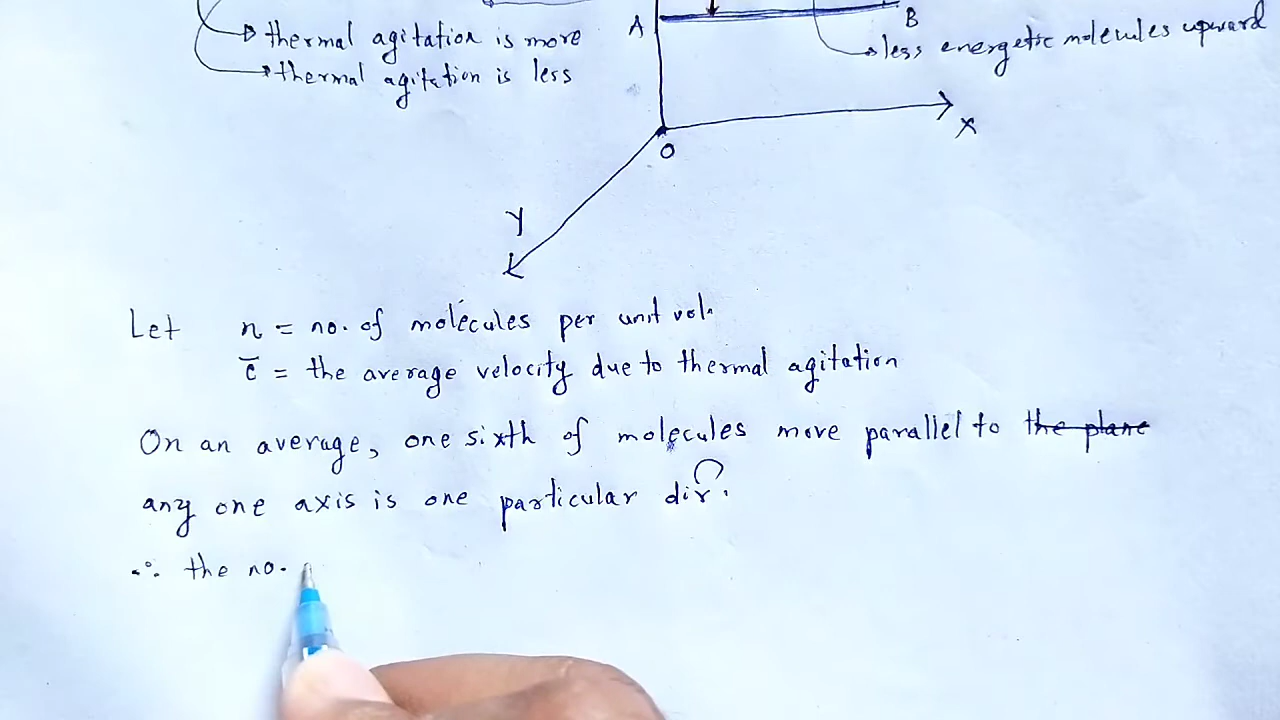 thermal agitation is more
thermal agitation is less
A
B
less energetic molecules upward
X
O
Y
Let n = no. of molecules per unit vol.
c̄ = the average velocity due to thermal agitation
On an average, one sixth of molecules move parallel to the plane
any one axis is one particular dirⁿ.
∴ the no.